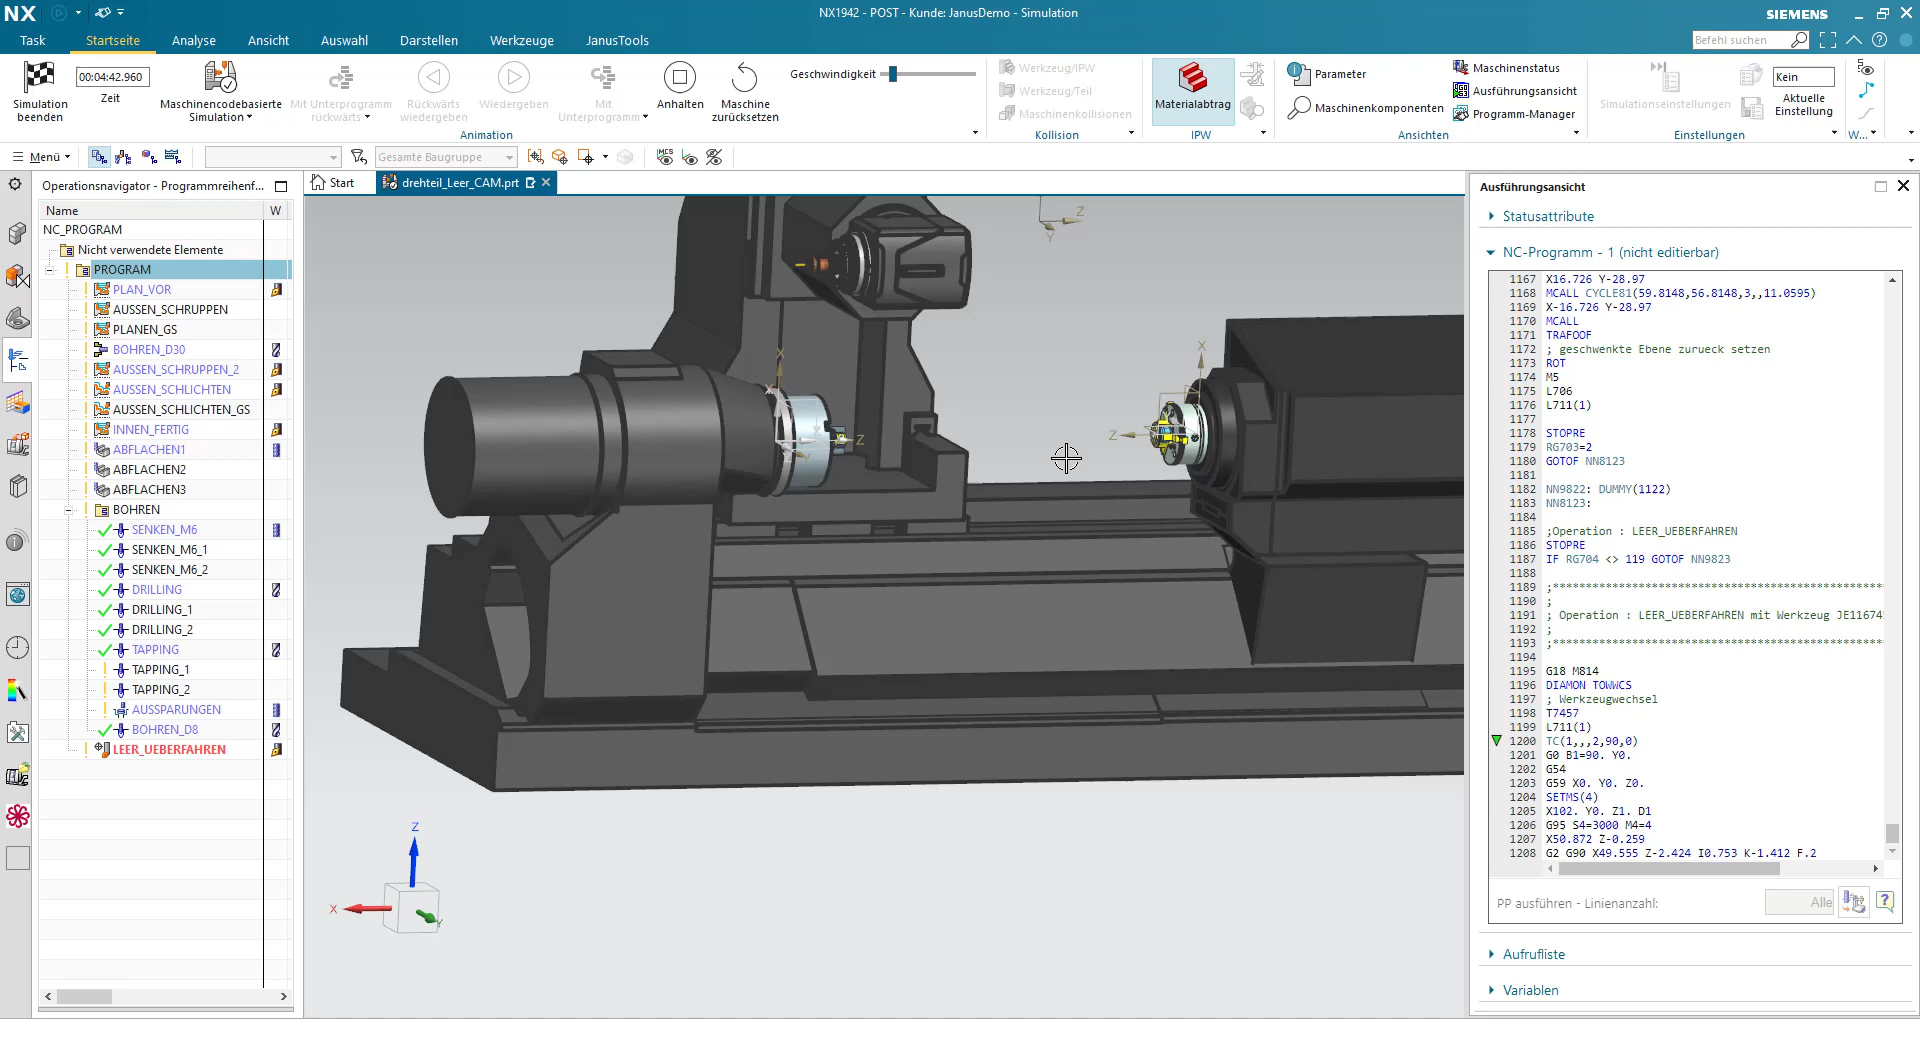 NX
NX1942 - POST - Kunde: JanusDemo - Simulation
SIEMENS
Task
Startseite
Analyse
Ansicht
Auswahl
Darstellen
Werkzeuge
JanusTools
Befehl suchen
Simulation
beenden
00:04:42.960
Zeit
Maschinencodebasierte
Simulation
Mit Unterprogramm
rückwärts
Rückwärts
wiedergeben
Wiedergeben
Mit
Unterprogramm
Anhalten
Maschine
zurücksetzen
Geschwindigkeit
Animation
Werkzeug/IPW
Werkzeug/Teil
Maschinenkollisionen
Kollision
Materialabtrag
IPW
Parameter
Maschinenkomponenten
Maschinenstatus
Ausführungsansicht
Programm-Manager
Ansichten
Simulationseinstellungen
Kein
Aktuelle
Einstellung
Einstellungen
W...
Menü
Gesamte Baugruppe
MCS
Operationsnavigator - Programmreihenf...
Name
W
NC_PROGRAM
Nicht verwendete Elemente
PROGRAM
PLAN_VOR
AUSSEN_SCHRUPPEN
PLANEN_GS
BOHREN_D30
AUSSEN_SCHRUPPEN_2
AUSSEN_SCHLICHTEN
AUSSEN_SCHLICHTEN_GS
INNEN_FERTIG
ABFLACHEN1
ABFLACHEN2
ABFLACHEN3
BOHREN
SENKEN_M6
SENKEN_M6_1
SENKEN_M6_2
DRILLING
DRILLING_1
DRILLING_2
TAPPING
TAPPING_1
TAPPING_2
AUSSPARUNGEN
BOHREN_D8
LEER_UEBERFAHREN
Start
drehteil_Leer_CAM.prt
Z
Y
X
X
Z
X
Z
Z
X
Y
Ausführungsansicht
Statusattribute
NC-Programm - 1 (nicht editierbar)
1167 X16.726 Y-28.97
1168 MCALL CYCLE81(59.8148,56.8148,3,,11.0595)
1169 X-16.726 Y-28.97
1170 MCALL
1171 TRAFOOF
1172 ; geschwenkte Ebene zurueck setzen
1173 ROT
1174 M5
1175 L706
1176 L711(1)
1177
1178 STOPRE
1179 RG703=2
1180 GOTOF NN8123
1181
1182 NN9822: DUMMY(1122)
1183 NN8123:
1184
1185 ;Operation : LEER_UEBERFAHREN
1186 STOPRE
1187 IF RG704 <> 119 GOTOF NN9823
1188
1189 ;***************************************************
1190 ;
1191 ; Operation : LEER_UEBERFAHREN mit Werkzeug JE11674
1192 ;
1193 ;***************************************************
1194
1195 G18 M814
1196 DIAMON TOWWCS
1197 ; Werkzeugwechsel
1198 T7457
1199 L711(1)
1200 TC(1,,,2,90,0)
1201 G0 B1=90. Y0.
1202 G54
1203 G59 X0. Y0. Z0.
1204 SETMS(4)
1205 X102. Y0. Z1. D1
1206 G95 S4=3000 M4=4
1207 X50.872 Z-0.259
1208 G2 G90 X49.555 Z-2.424 I0.753 K-1.412 F.2
PP ausführen - Linienanzahl:
Alle
Aufrufliste
Variablen